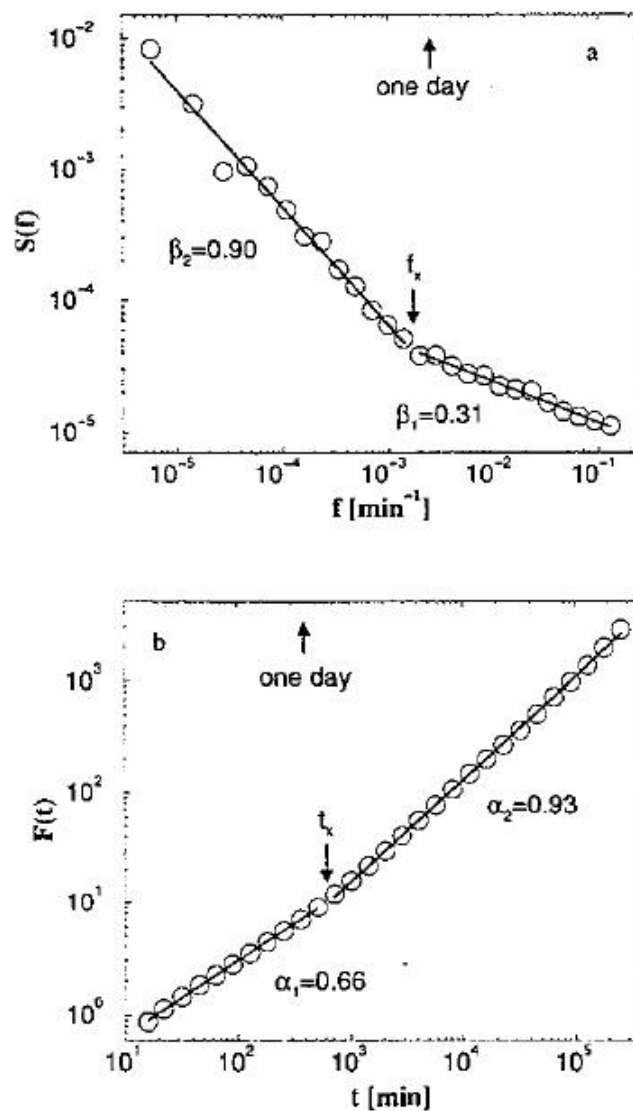 10⁻²
a
one day
10⁻³
S(f)
β₂=0.90
fₓ
10⁻⁴
β₁=0.31
10⁻⁵
10⁻⁵ 10⁻⁴ 10⁻³ 10⁻² 10⁻¹
f [min⁻¹]
b
10³
one day
10²
F(t)
α₂=0.93
tₓ
10¹
α₁=0.66
10⁰
10¹ 10² 10³ 10⁴ 10⁵
t [min]